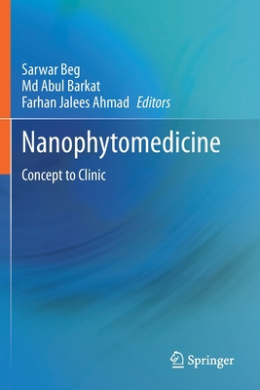 Sarwar Beg
Md Abul Barkat
Farhan Jalees Ahmad Editors
Nanophytomedicine
Concept to Clinic
Springer